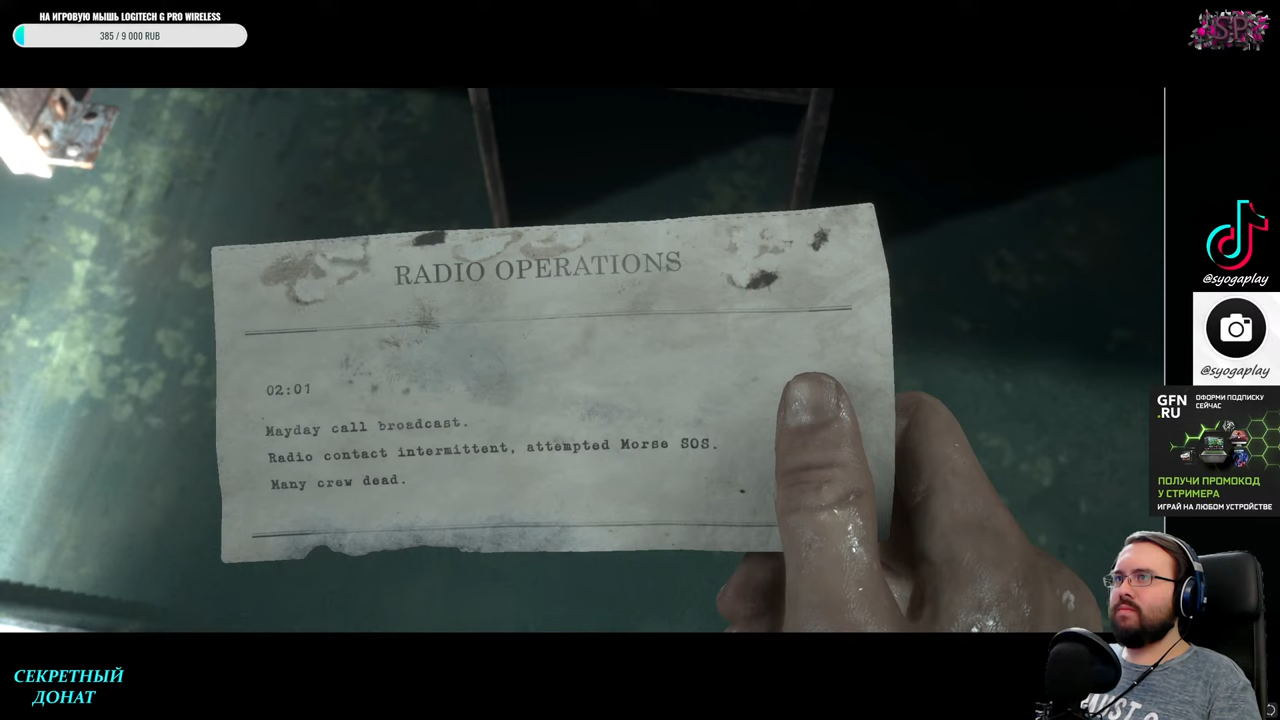 НА ИГРОВУЮ МЫШЬ LOGITECH G PRO WIRELESS
385 / 9 000 RUB
RADIO OPERATIONS
02:01
Mayday call broadcast.
Radio contact intermittent, attempted Morse SOS.
Many crew dead.
@syogaplay
@syogaplay
GFN
.RU
ОФОРМИ ПОДПИСКУ
СЕЙЧАС
ПОЛУЧИ ПРОМОКОД
У СТРИМЕРА
ИГРАЙ НА ЛЮБОМ УСТРОЙСТВЕ
СЕКРЕТНЫЙ
ДОНАТ